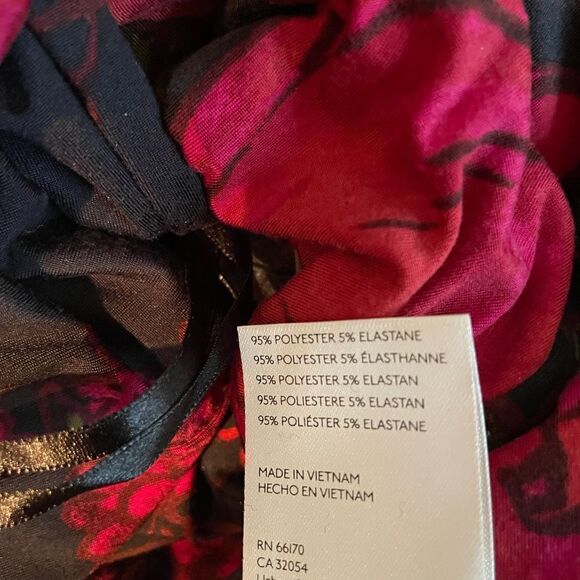 95% POLYESTER 5% ELASTANE
95% POLYESTER 5% ÉLASTHANNE
95% POLYESTER 5% ELASTAN
95% POLIESTERE 5% ELASTAN
95% POLIÉSTER 5% ELASTANE
MADE IN VIETNAM
HECHO EN VIETNAM
RN 66170
CA 32054